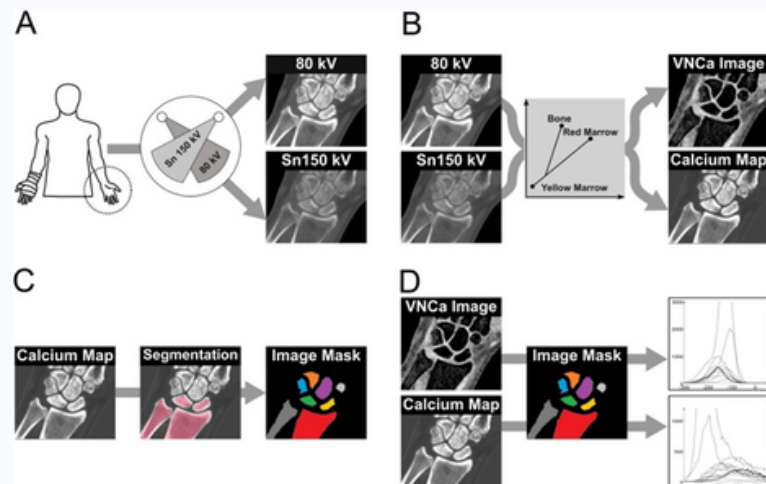 A
80 kV
Sn 150 kV
80 kV
Sn150 kV
B
80 kV
Sn150 kV
Bone
Red Marrow
Yellow Marrow
VNCa Image
Calcium Map
C
Calcium Map
Segmentation
Image Mask
D
VNCa Image
Calcium Map
Image Mask